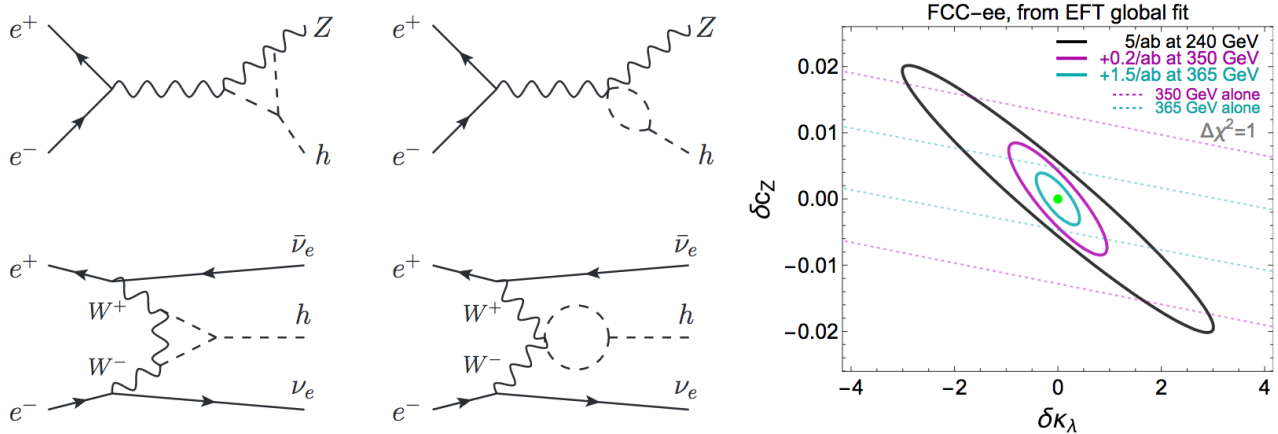 e⁺
Z
e⁻
h
e⁺
Z
e⁻
h
e⁺
ν̄ₑ
W⁺
h
W⁻
e⁻
νₑ
e⁺
ν̄ₑ
W⁺
h
W⁻
e⁻
νₑ
FCC-ee, from EFT global fit
5/ab at 240 GeV
+0.2/ab at 350 GeV
+1.5/ab at 365 GeV
350 GeV alone
365 GeV alone
Δχ²=1
δc_Z
0.02
0.01
0.00
−0.01
−0.02
−4 −2 0 2 4
δκ_λ